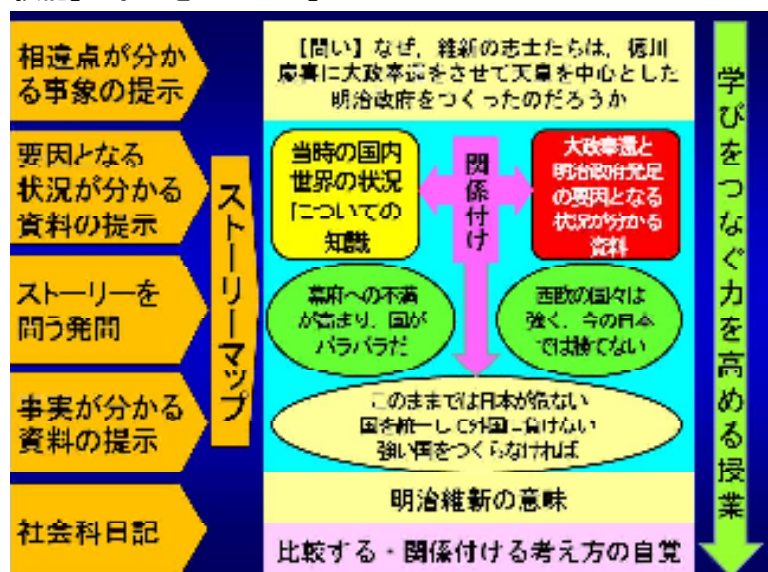 相違点が分か
る事象の提示
【問い】なぜ，維新の志士たちは，徳川
慶喜に大政奉還をさせて天皇を中心とした
明治政府をつくったのだろうか
要因となる
状況が分かる
資料の提示
ストーリーを
問う発問
事実が分かる
資料の提示
社会科日記
ストーリーマップ
当時の国内
世界の状況
についての
知識
関係付け
大政奉還と
明治政府発足
の要因となる
状況が分かる
資料
幕府への不満
が高まり，国が
バラバラだ
西欧の国々は
強く，今の日本
では勝てない
このままでは日本が危ない
国を統一して外国に負けない
強い国をつくらなければ
明治維新の意味
比較する・関係付ける考え方の自覚
学びをつなぐ力を高める授業